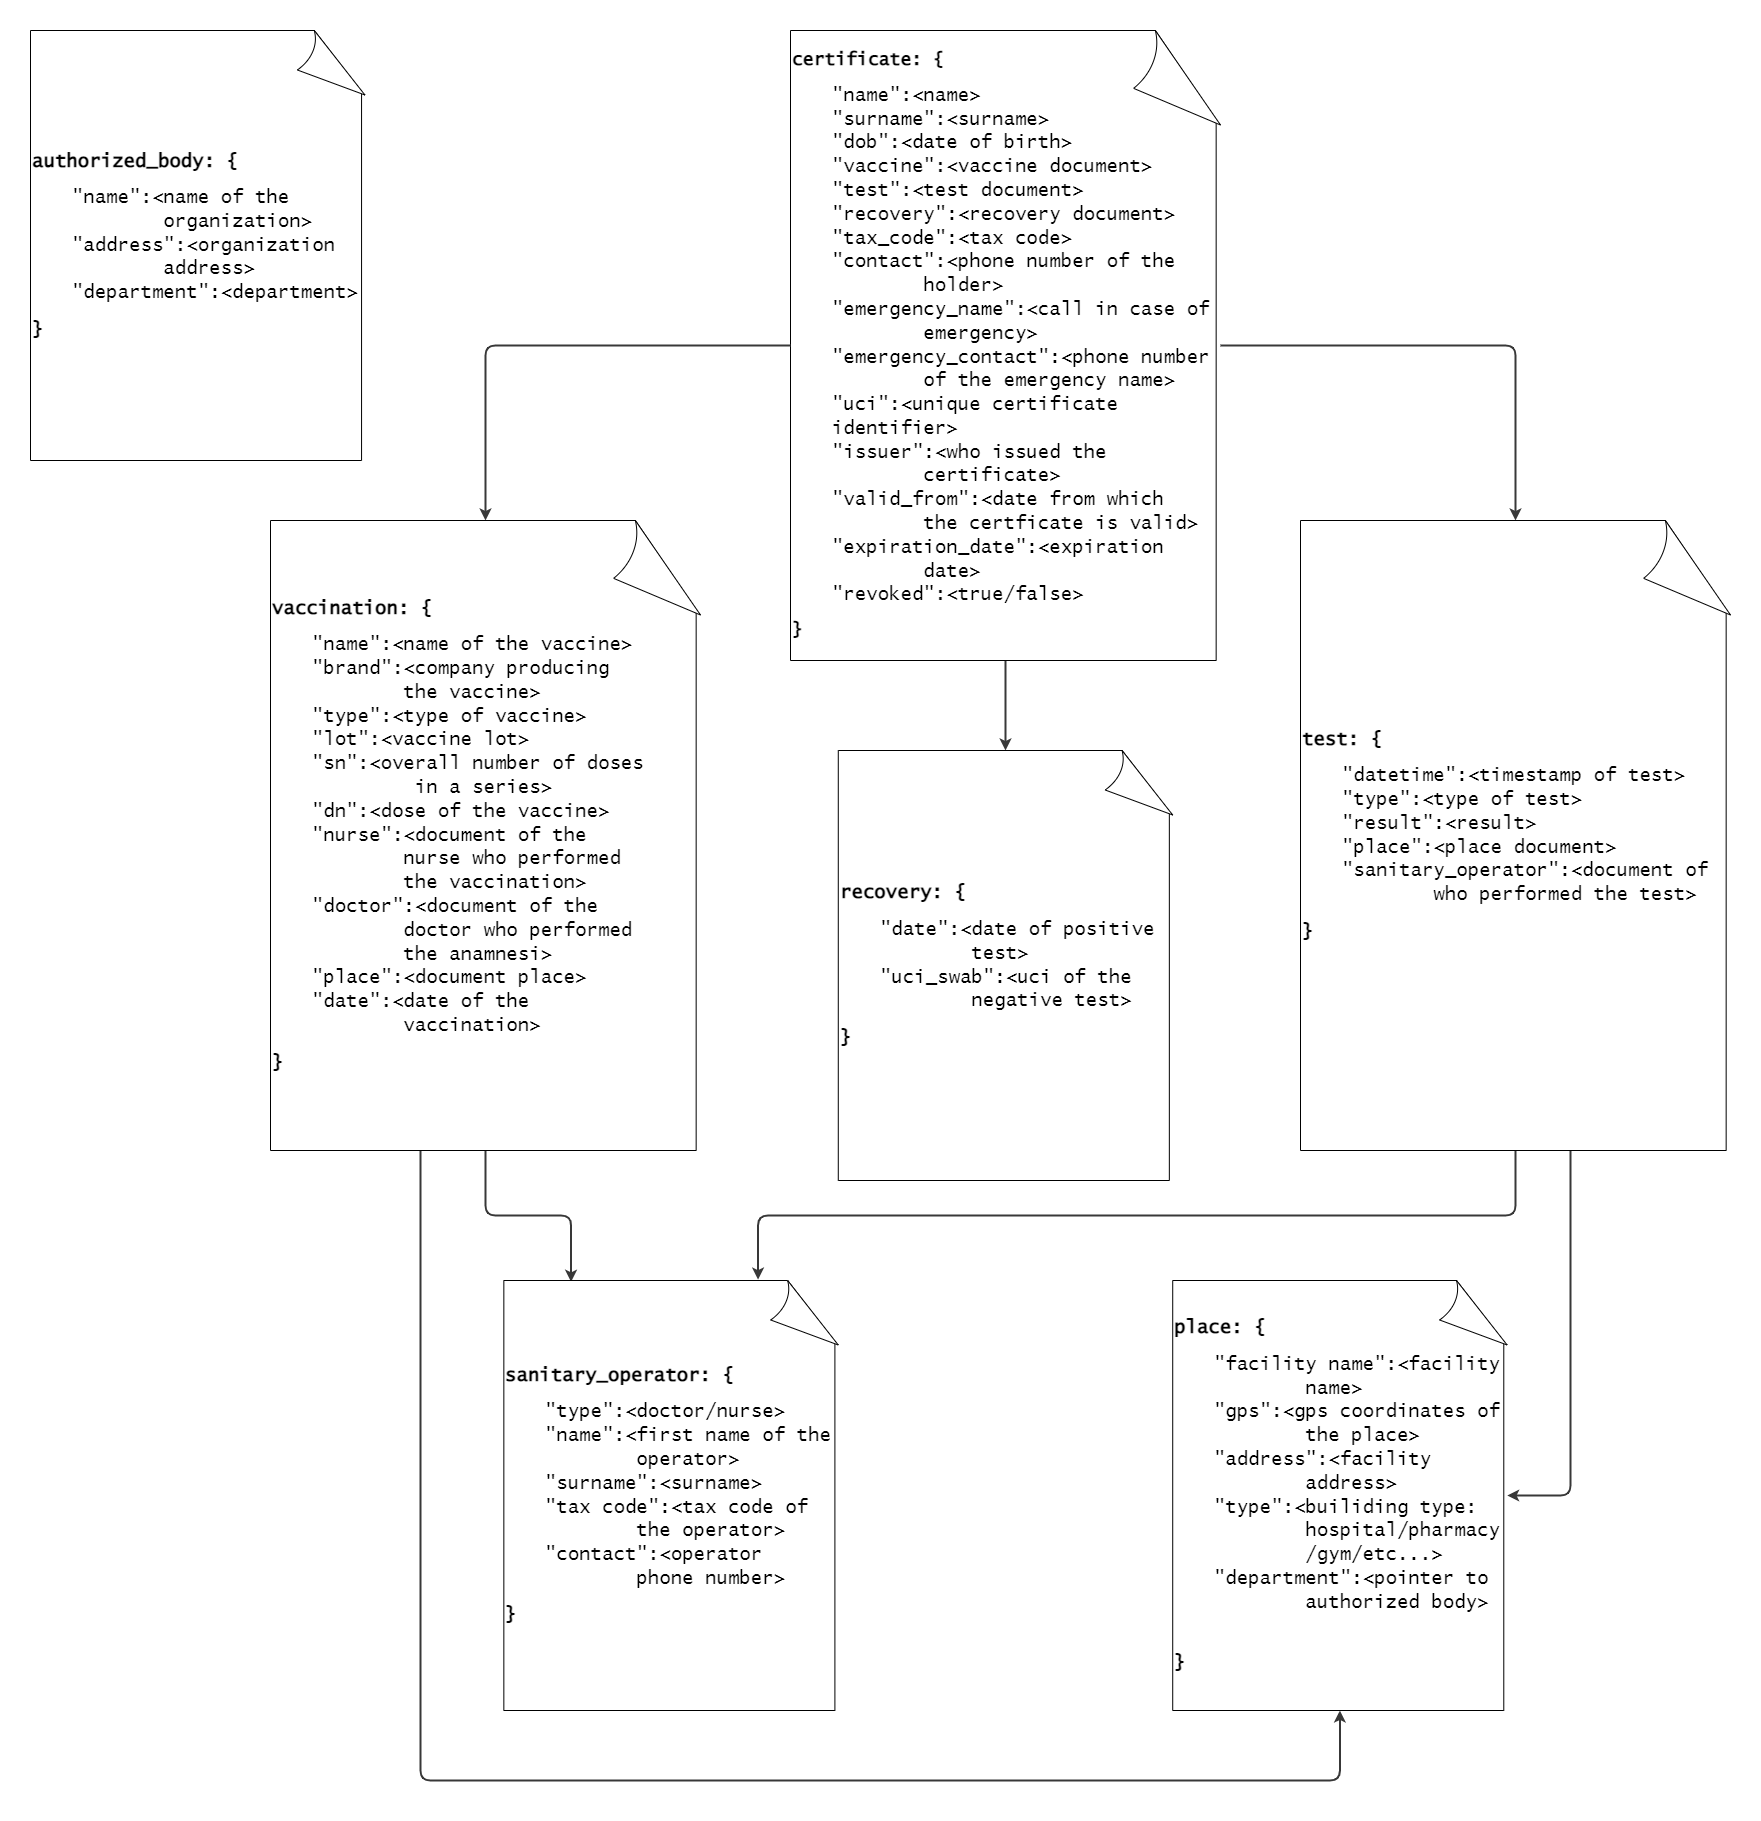 authorized_body: {
"name":<name of the
organization>
"address":<organization
address>
"department":<department>
}
certificate: {
"name":<name>
"surname":<surname>
"dob":<date of birth>
"vaccine":<vaccine document>
"test":<test document>
"recovery":<recovery document>
"tax_code":<tax code>
"contact":<phone number of the
holder>
"emergency_name":<call in case of
emergency>
"emergency_contact":<phone number
of the emergency name>
"uci":<unique certificate
identifier>
"issuer":<who issued the
certificate>
"valid_from":<date from which
the certficate is valid>
"expiration_date":<expiration
date>
"revoked":<true/false>
}
vaccination: {
"name":<name of the vaccine>
"brand":<company producing
the vaccine>
"type":<type of vaccine>
"lot":<vaccine lot>
"sn":<overall number of doses
in a series>
"dn":<dose of the vaccine>
"nurse":<document of the
nurse who performed
the vaccination>
"doctor":<document of the
doctor who performed
the anamnesi>
"place":<document place>
"date":<date of the
vaccination>
}
recovery: {
"date":<date of positive
test>
"uci_swab":<uci of the
negative test>
}
test: {
"datetime":<timestamp of test>
"type":<type of test>
"result":<result>
"place":<place document>
"sanitary_operator":<document of
who performed the test>
}
sanitary_operator: {
"type":<doctor/nurse>
"name":<first name of the
operator>
"surname":<surname>
"tax code":<tax code of
the operator>
"contact":<operator
phone number>
}
place: {
"facility name":<facility
name>
"gps":<gps coordinates of
the place>
"address":<facility
address>
"type":<builiding type:
hospital/pharmacy
/gym/etc...>
"department":<pointer to
authorized body>
}